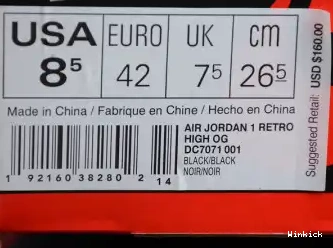 USA EURO UK cm
8⁵ 42 7⁵ 26⁵
Made in China / Fabrique en Chine / Hecho en China
Suggested Retail: USD $160.00
AIR JORDAN 1 RETRO
HIGH OG
DC7071 001
BLACK/BLACK
NOIR/NOIR
1 92160 38280 2 14
Winkick